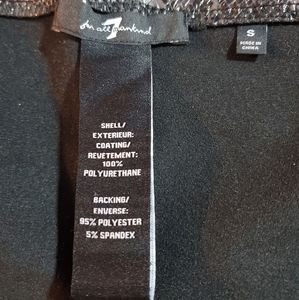 7
for all mankind
S
MADE IN
CHINA
SHELL/
EXTERIEUR:
COATING/
REVETEMENT:
100%
POLYURETHANE
BACKING/
ENVERSE:
95% POLYESTER
5% SPANDEX